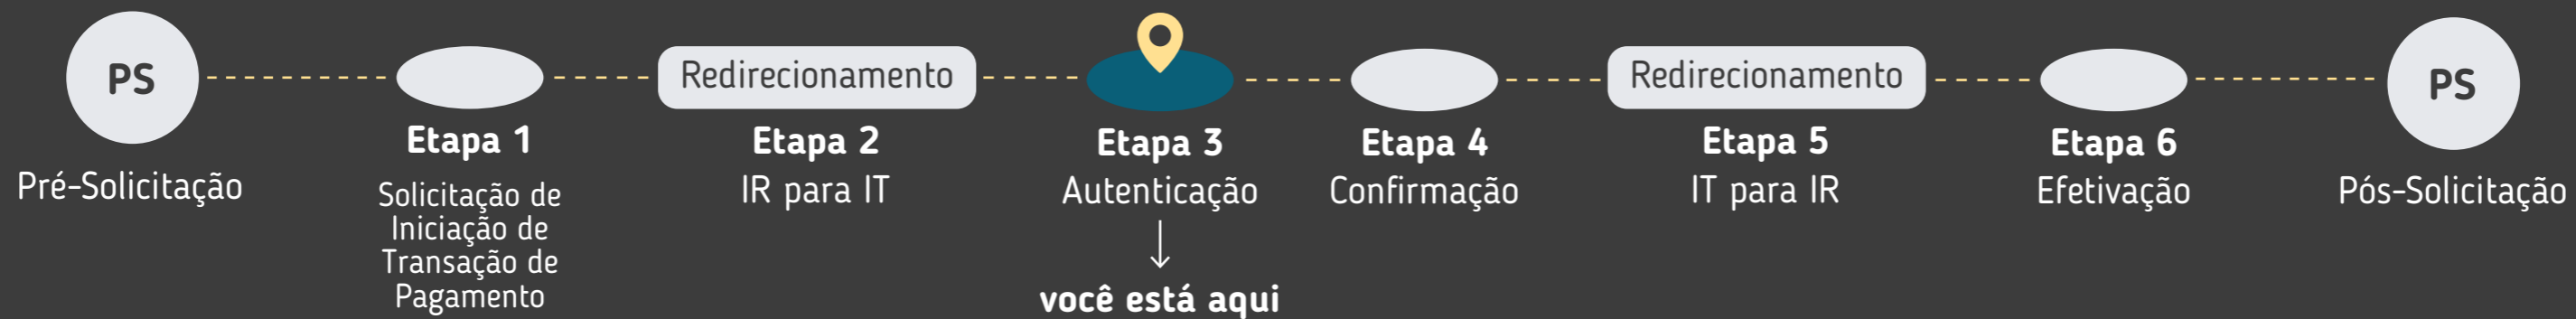 PS
Pré-Solicitação
Etapa 1
Solicitação de
Iniciação de
Transação de
Pagamento
Redirecionamento
Etapa 2
IR para IT
Etapa 3
Autenticação
você está aqui
Etapa 4
Confirmação
Redirecionamento
Etapa 5
IT para IR
Etapa 6
Efetivação
PS
Pós-Solicitação